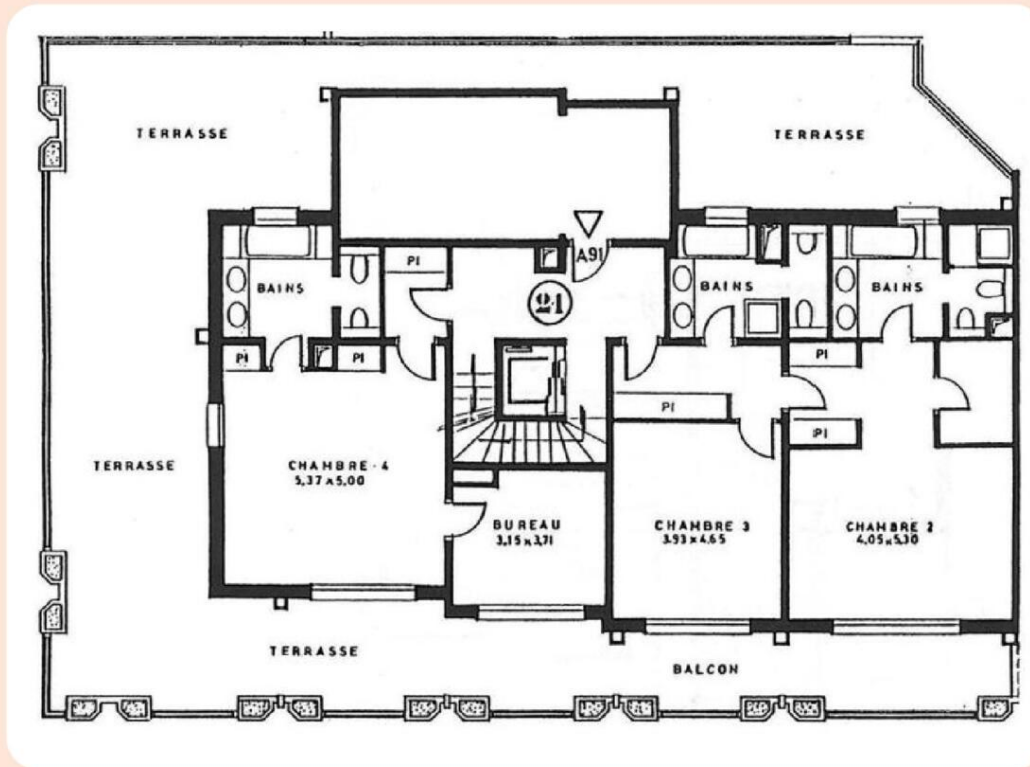 TERRASSE
TERRASSE
A.91
PI
BAINS
BAINS
BAINS
21
PI
PI
PI
PI
PI
TERRASSE
CHAMBRE-4
5,37 x 5,00
BUREAU
3,15 x 3,71
CHAMBRE 3
3.93 x 4.65
CHAMBRE 2
4,05 x 5,30
TERRASSE
BALCON